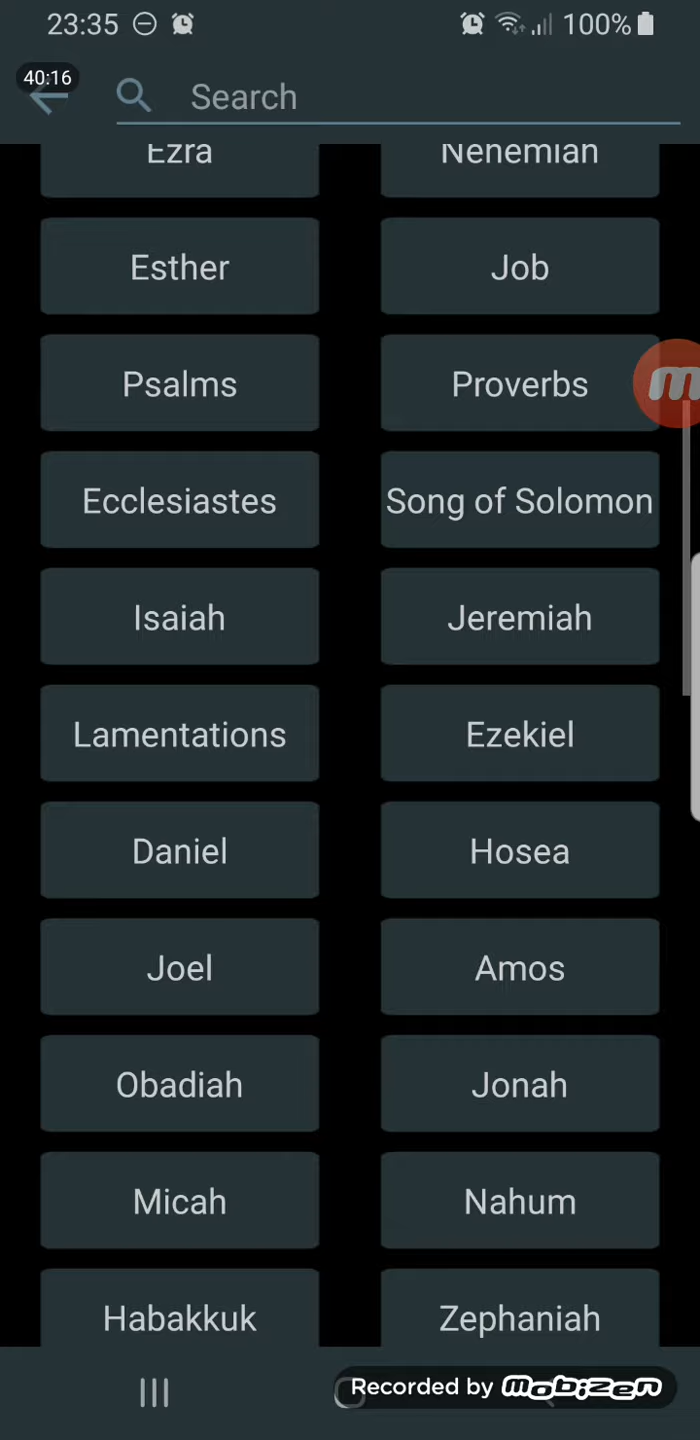 23:35 100%
40:16
Search
Ezra Nehemiah
Esther Job
Psalms Proverbs
Ecclesiastes Song of Solomon
Isaiah Jeremiah
Lamentations Ezekiel
Daniel Hosea
Joel Amos
Obadiah Jonah
Micah Nahum
Habakkuk Zephaniah
Recorded by mobizen